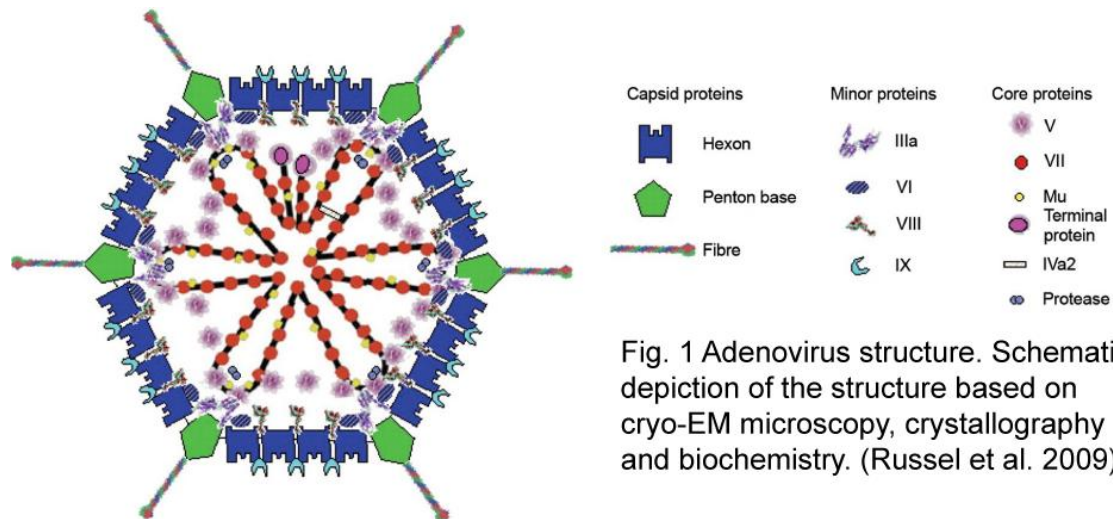 Capsid proteins
Hexon
Penton base
Fibre
Minor proteins
IIIa
VI
VIII
IX
Core proteins
V
VII
Mu
Terminal
protein
IVa2
Protease
Fig. 1 Adenovirus structure. Schemati
depiction of the structure based on
cryo-EM microscopy, crystallography
and biochemistry. (Russel et al. 2009)